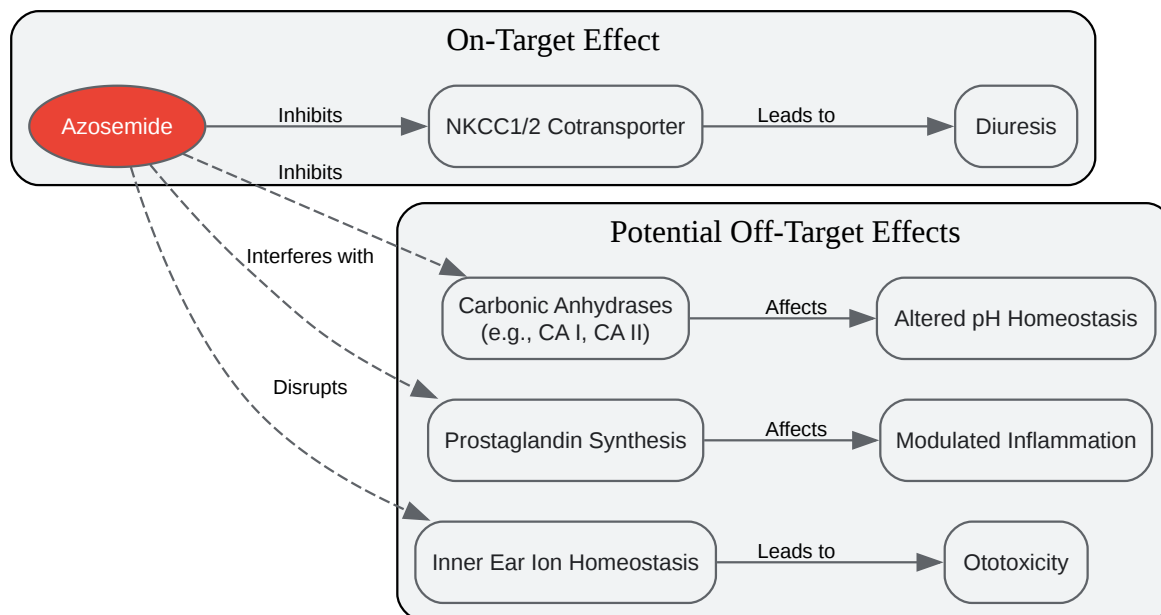 On-Target Effect
Azosemide
Inhibits
NKCC1/2 Cotransporter
Leads to
Diuresis
Inhibits
Potential Off-Target Effects
Interferes with
Carbonic Anhydrases
(e.g., CA I, CA II)
Affects
Altered pH Homeostasis
Disrupts
Prostaglandin Synthesis
Affects
Modulated Inflammation
Inner Ear Ion Homeostasis
Leads to
Ototoxicity